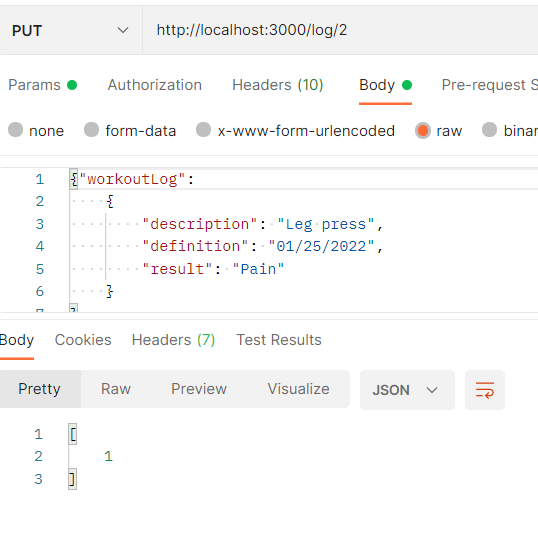 PUT http://localhost:3000/log/2
Params Authorization Headers (10) Body Pre-request S
none form-data x-www-form-urlencoded raw binar
1 {"workoutLog":
2 {
3 "description": "Leg press",
4 "definition": "01/25/2022",
5 "result": "Pain"
6 }
7 }
Body Cookies Headers (7) Test Results
Pretty Raw Preview Visualize JSON
1 [
2 1
3 ]